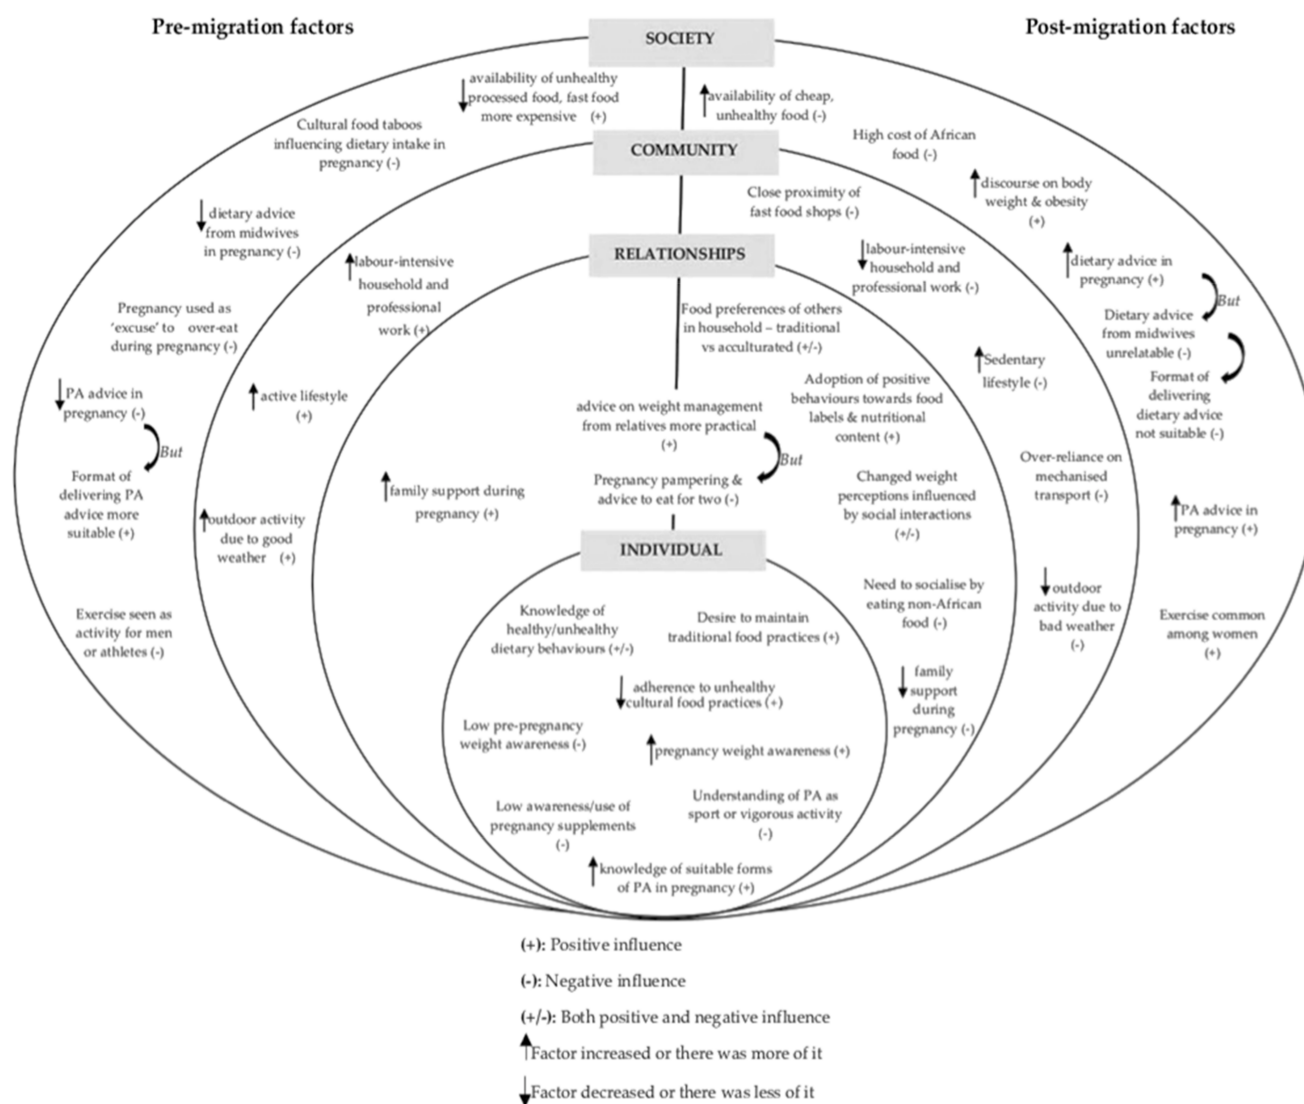 Pre-migration factors
Post-migration factors
SOCIETY
↓ availability of unhealthy
processed food, fast food
more expensive (+)
↑ availability of cheap,
unhealthy food (-)
Cultural food taboos
influencing dietary intake in
pregnancy (-)
High cost of African
food (-)
COMMUNITY
↓ dietary advice
from midwives
in pregnancy (-)
↑ discourse on body
weight & obesity
(+)
Close proximity of
fast food shops (-)
RELATIONSHIPS
↑ labour-intensive
household and
professional
work (+)
↓ labour-intensive
household and
professional work (-)
↑ dietary advice in
pregnancy (+)
But
Dietary advice
from midwives
unrelatable (-)
Format of
delivering
dietary advice
not suitable (-)
Pregnancy used as
'excuse' to over-eat
during pregnancy (-)
Food preferences of others
in household – traditional
vs acculturated (+/-)
↑ Sedentary
lifestyle (-)
↓ PA advice in
pregnancy (-)
But
Format of
delivering PA
advice more
suitable (+)
↑ active lifestyle
(+)
advice on weight management
from relatives more practical
(+)
But
Pregnancy pampering &
advice to eat for two (-)
Adoption of positive
behaviours towards food
labels & nutritional
content (+)
Changed weight
perceptions influenced
by social interactions
(+/-)
Over-reliance on
mechanised
transport (-)
↑ PA advice in
pregnancy (+)
↑ family support during
pregnancy (+)
↑ outdoor activity
due to good
weather (+)
INDIVIDUAL
Need to socialise by
eating non-African
food (-)
↓ outdoor
activity due to
bad weather
(-)
Exercise seen as
activity for men
or athletes (-)
Exercise common
among women
(+)
Knowledge of
healthy/unhealthy
dietary behaviours (+/-)
Desire to maintain
traditional food practices (+)
↓ family
support
during
pregnancy (-)
↓ adherence to unhealthy
cultural food practices (+)
Low pre-pregnancy
weight awareness (-)
↑ pregnancy weight awareness (+)
Low awareness/use of
pregnancy supplements
(-)
Understanding of PA as
sport or vigorous activity
(-)
↑ knowledge of suitable forms
of PA in pregnancy (+)
(+): Positive influence
(-): Negative influence
(+/-): Both positive and negative influence
↑ Factor increased or there was more of it
↓ Factor decreased or there was less of it